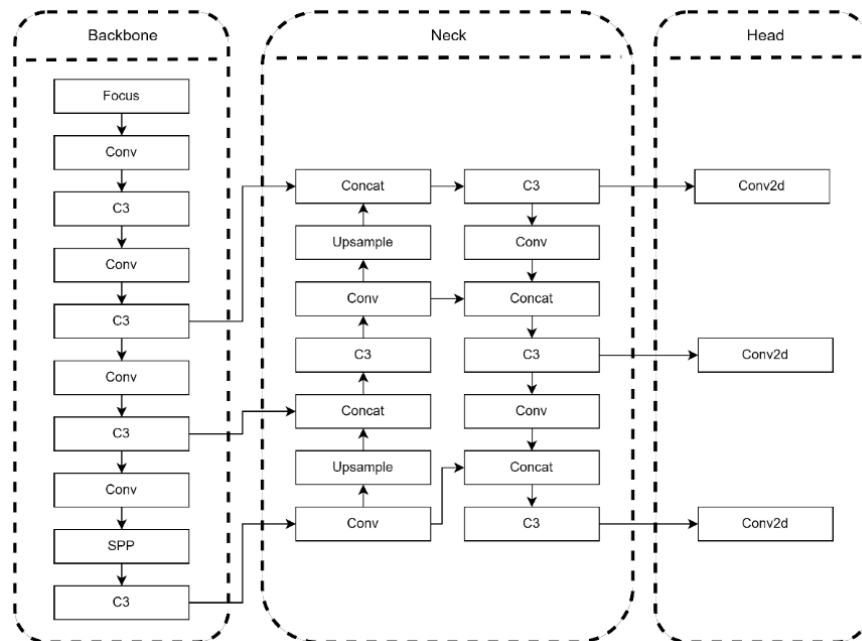 Backbone
Neck
Head
Focus
Conv
C3
Conv
C3
Conv
C3
Conv
SPP
C3
Concat
Upsample
Conv
C3
Concat
Upsample
Conv
C3
Conv
Concat
C3
Conv
Concat
C3
Conv2d
Conv2d
Conv2d